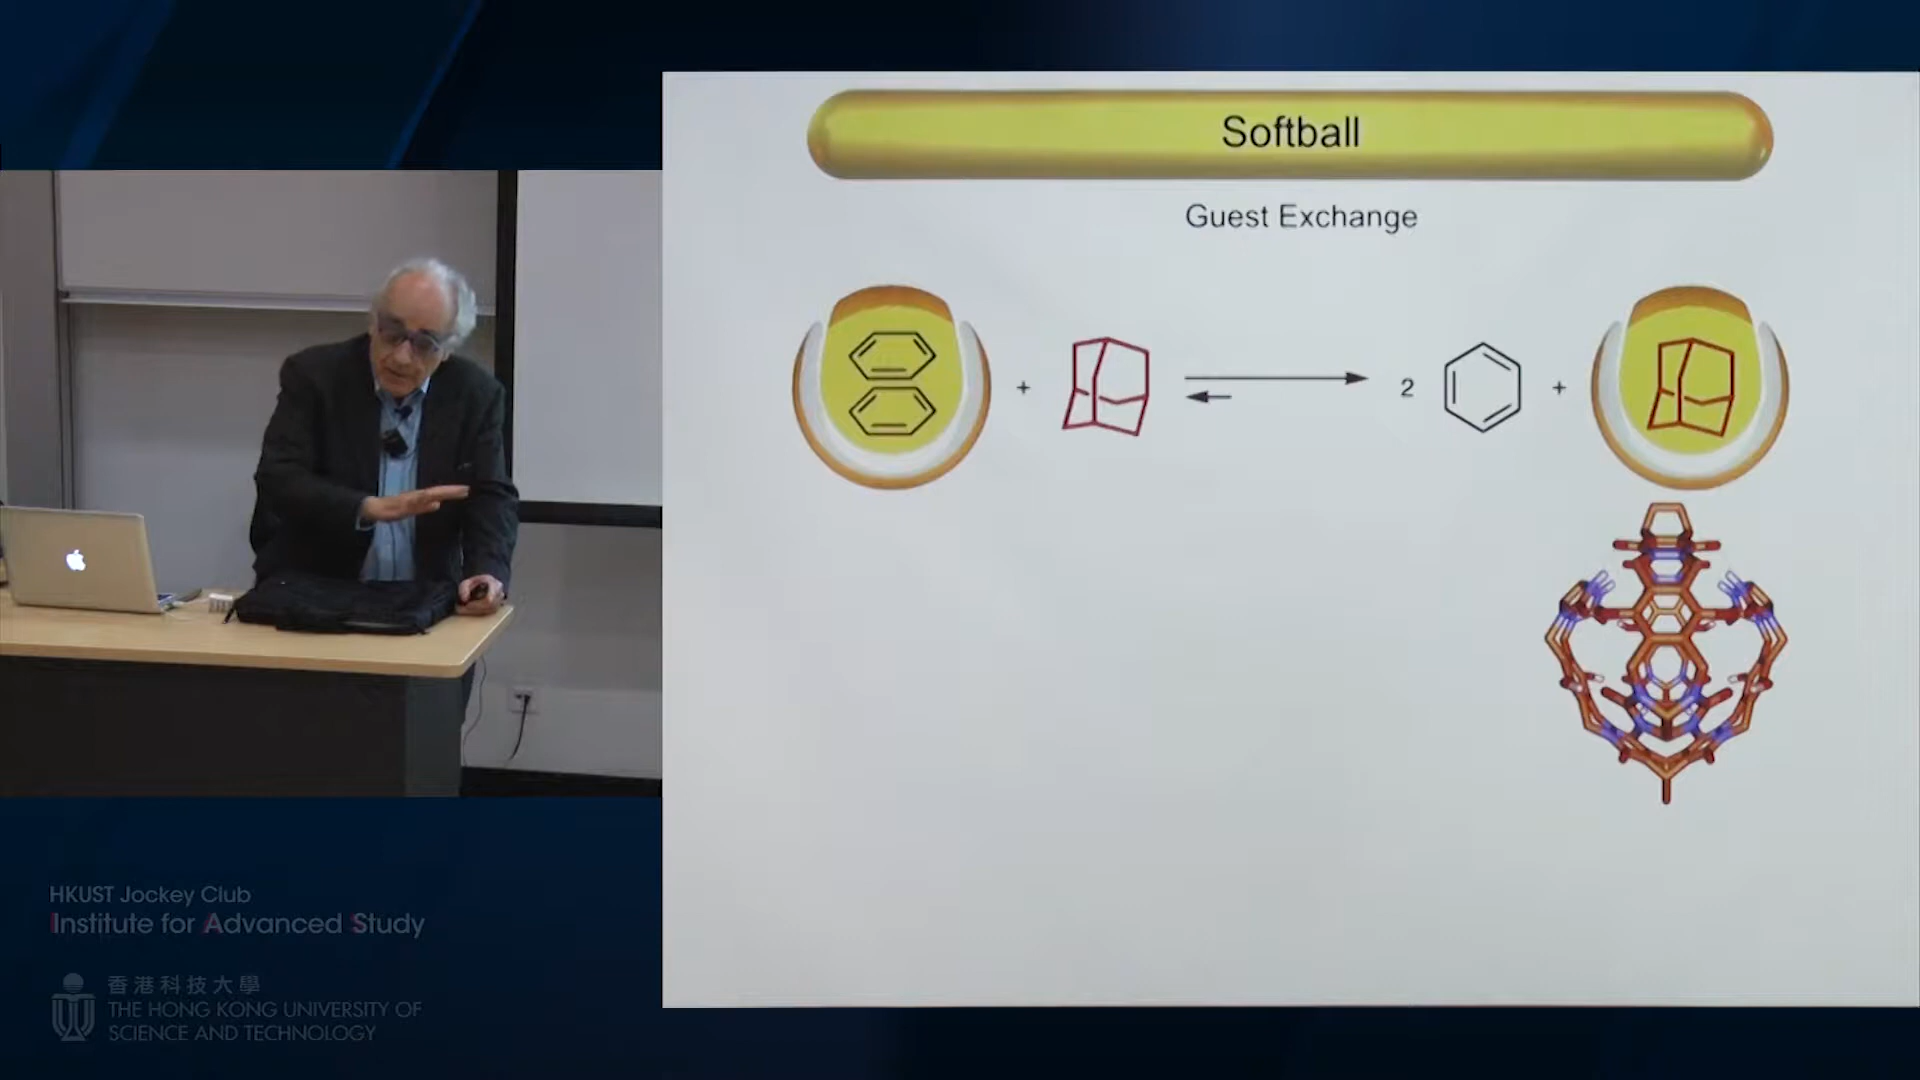 Softball
Guest Exchange
+
2
+
HKUST Jockey Club
Institute for Advanced Study
香港科技大學
THE HONG KONG UNIVERSITY OF
SCIENCE AND TECHNOLOGY